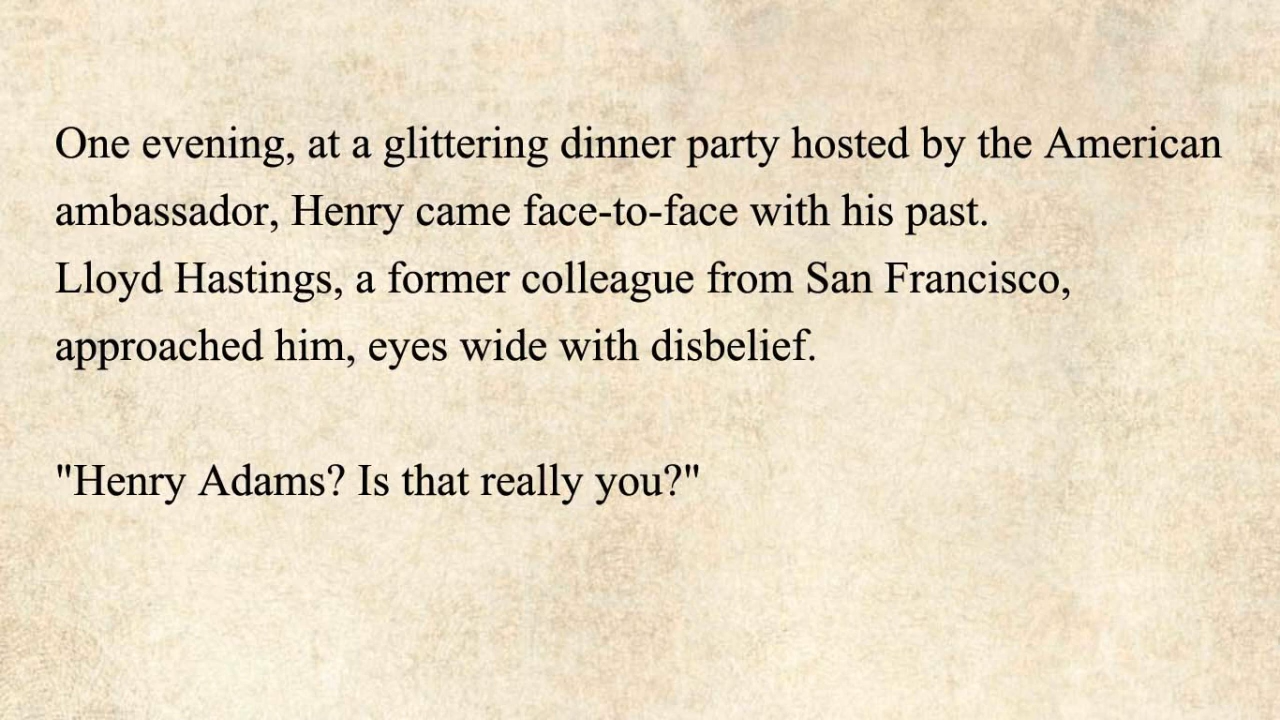 One evening, at a glittering dinner party hosted by the American
ambassador, Henry came face-to-face with his past.
Lloyd Hastings, a former colleague from San Francisco,
approached him, eyes wide with disbelief.
"Henry Adams? Is that really you?"